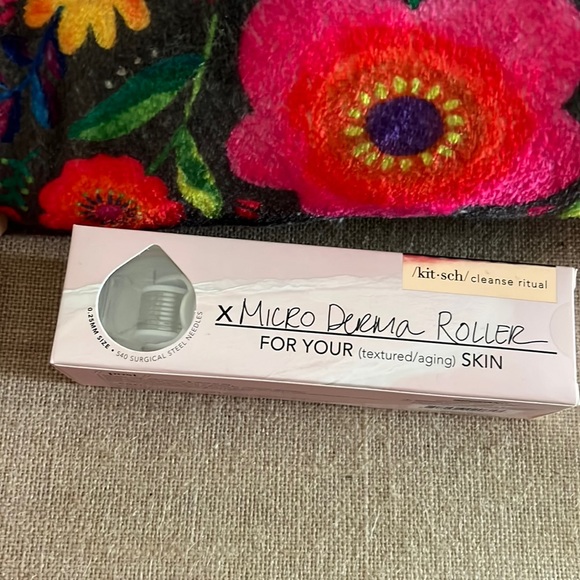 /kit·sch/ cleanse ritual
X MICRO DERMA ROLLER
FOR YOUR (textured/aging) SKIN
0.25MM SIZE • 540 SURGICAL STEEL NEEDLES